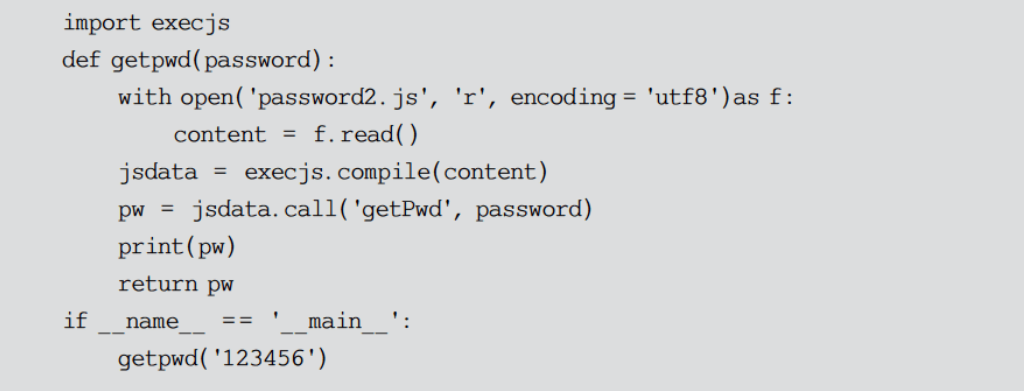 import execjs
def getpwd(password):
    with open('password2.js', 'r', encoding = 'utf8')as f:
        content = f.read()
    jsdata = execjs.compile(content)
    pw = jsdata.call('getPwd', password)
    print(pw)
    return pw
if __name__ == '__main__':
    getpwd('123456')